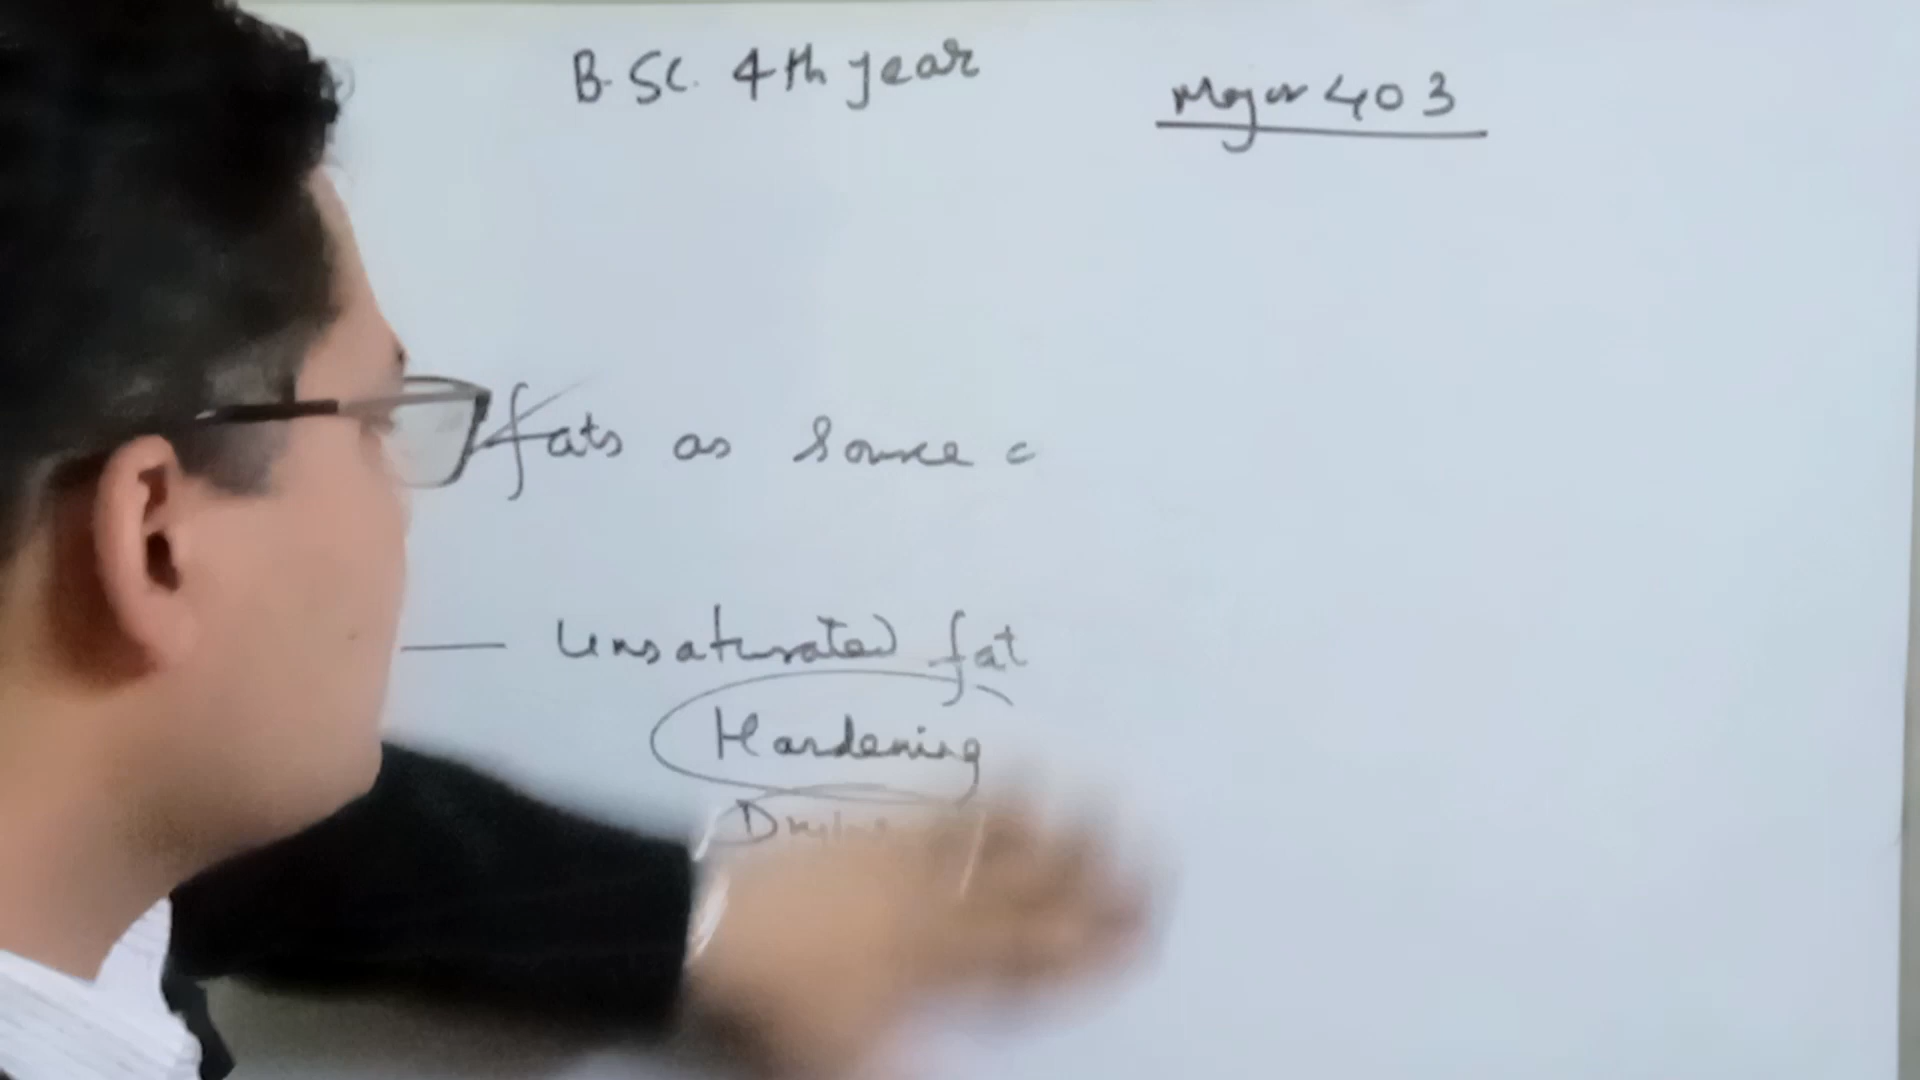 B.Sc. 4th year
Major 403
fats as source
— Unsaturated fat
Hardening